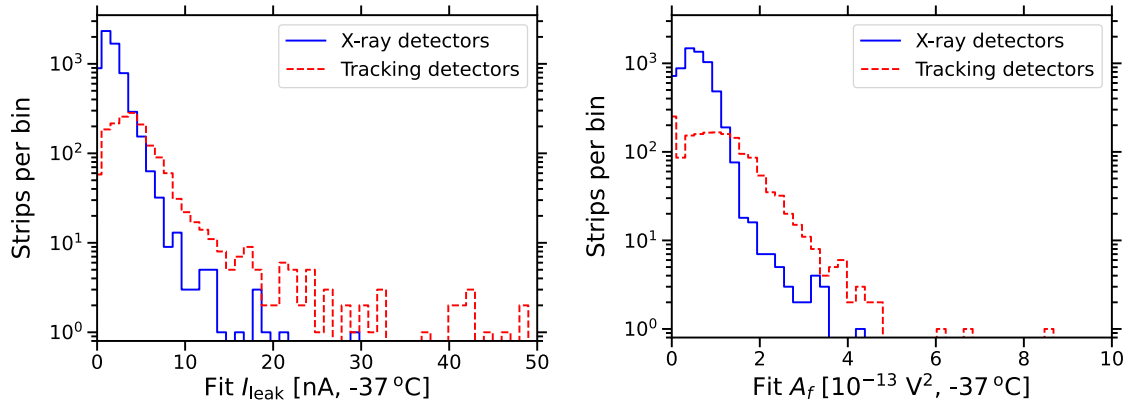 X-ray detectors
Tracking detectors
Strips per bin
10³
10²
10¹
10⁰
0 10 20 30 40 50
Fit I_leak [nA, -37 °C]
X-ray detectors
Tracking detectors
Strips per bin
10³
10²
10¹
10⁰
0 2 4 6 8 10
Fit A_f [10⁻¹³ V², -37 °C]